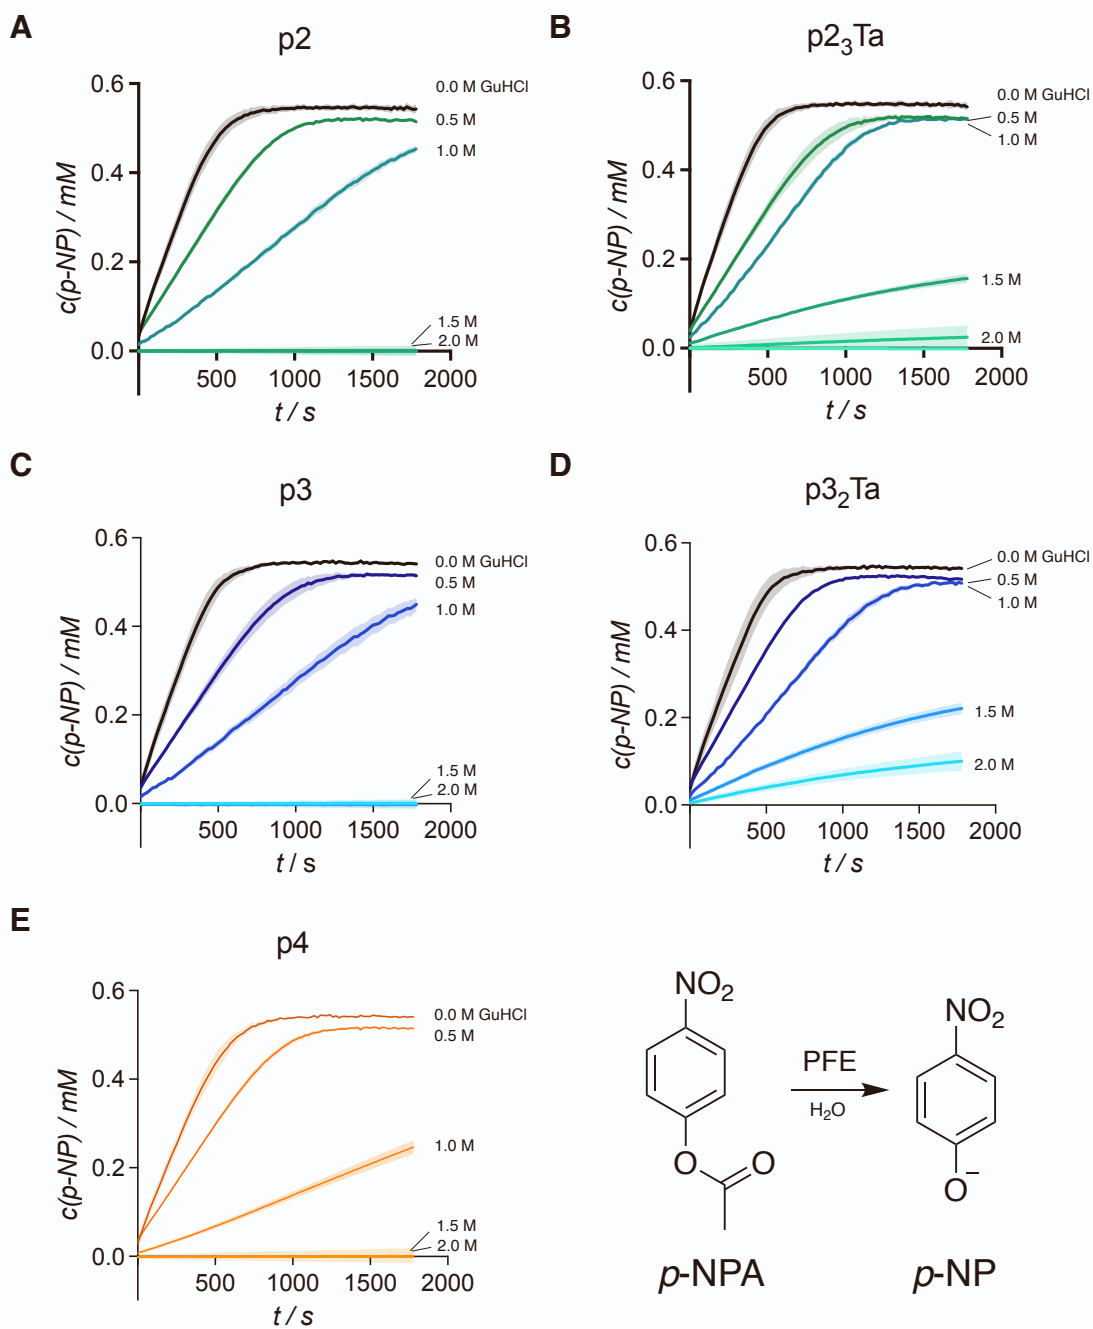 A
p2
0.6
0.4
0.2
0.0
c(p-NP) / mM
500
1000
1500
2000
t / s
0.0 M GuHCl
0.5 M
1.0 M
1.5 M
2.0 M
B
p2₃Ta
0.6
0.4
0.2
0.0
c(p-NP) / mM
500
1000
1500
2000
t / s
0.0 M GuHCl
0.5 M
1.0 M
1.5 M
2.0 M
C
p3
0.6
0.4
0.2
0.0
c(p-NP) / mM
500
1000
1500
2000
t / s
0.0 M GuHCl
0.5 M
1.0 M
1.5 M
2.0 M
D
p3₂Ta
0.6
0.4
0.2
0.0
c(p-NP) / mM
500
1000
1500
2000
t / s
0.0 M GuHCl
0.5 M
1.0 M
1.5 M
2.0 M
E
p4
0.6
0.4
0.2
0.0
c(p-NP) / mM
500
1000
1500
2000
t / s
0.0 M GuHCl
0.5 M
1.0 M
1.5 M
2.0 M
NO₂
O
O
p-NPA
PFE
H₂O
NO₂
O⁻
p-NP